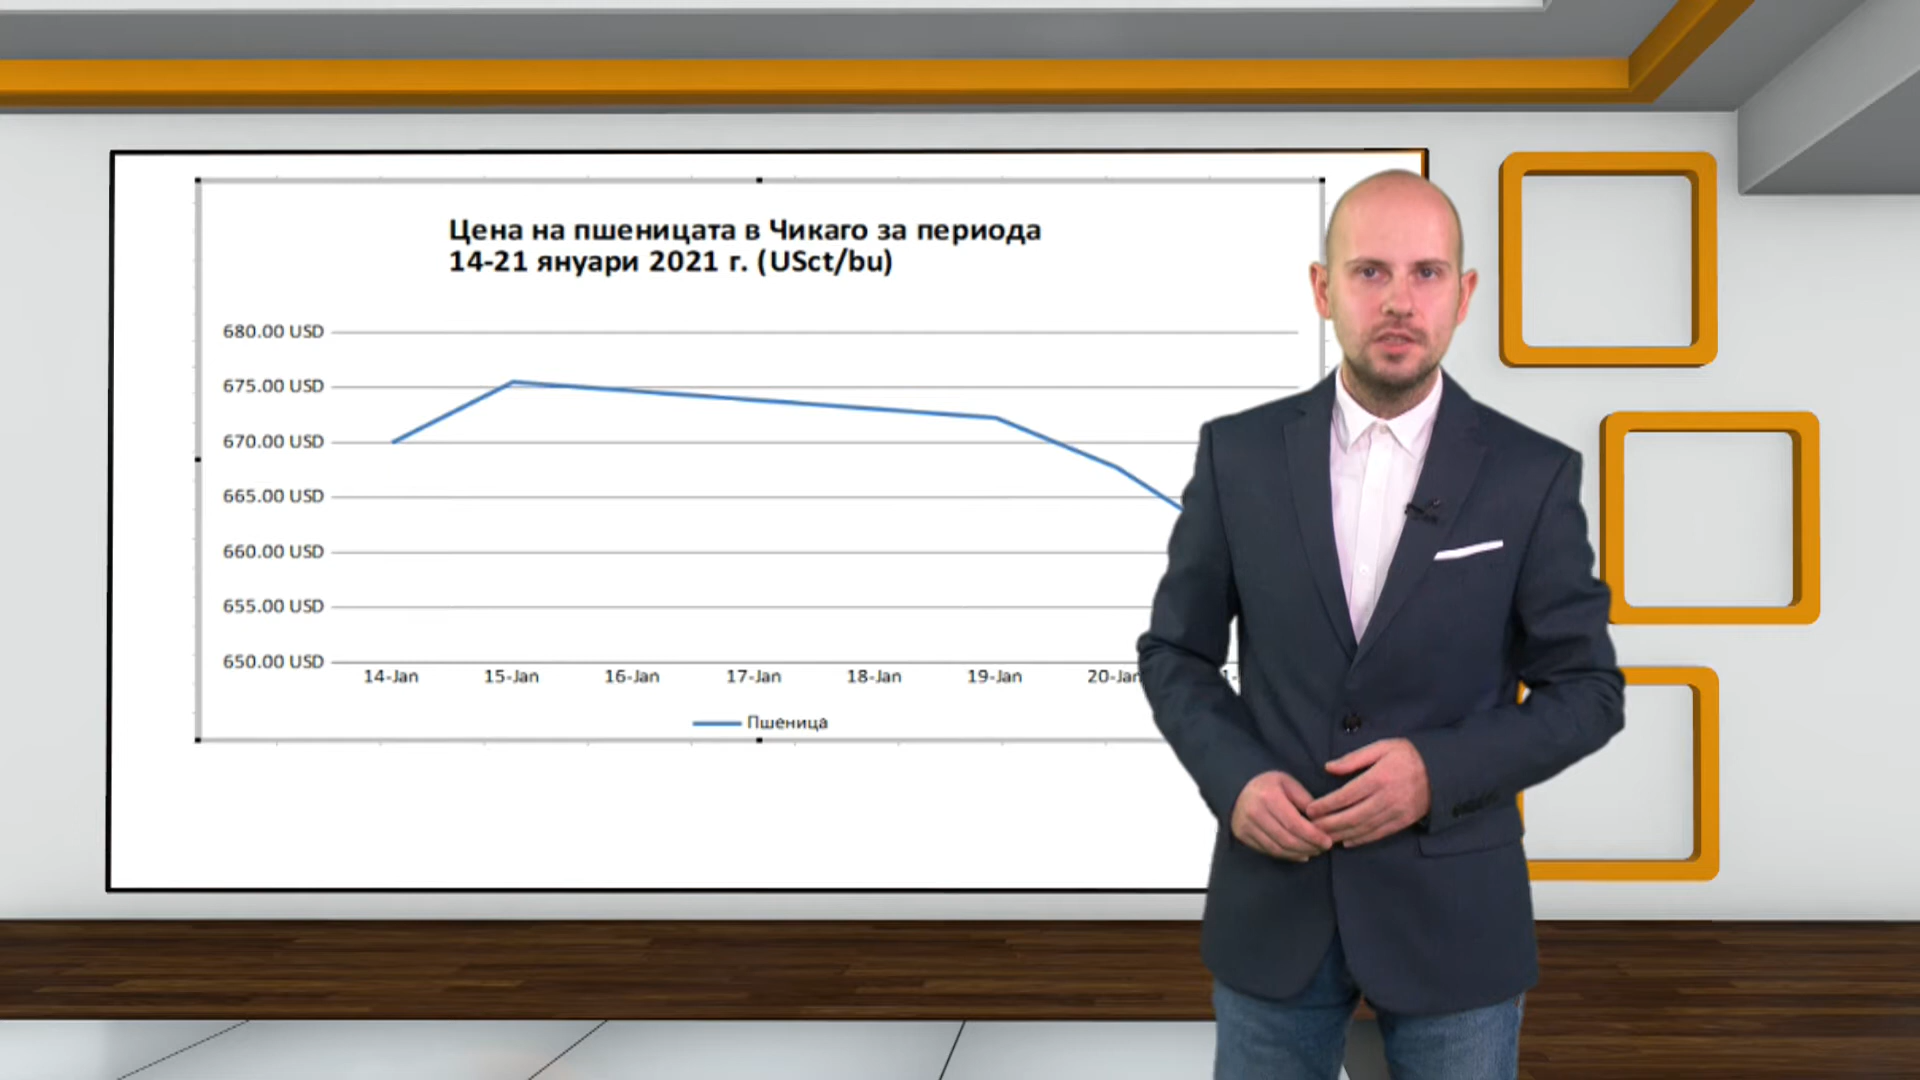 Цена на пшеницата в Чикаго за периода
14-21 януари 2021 г. (USct/bu)
680.00 USD
675.00 USD
670.00 USD
665.00 USD
660.00 USD
655.00 USD
650.00 USD
14-Jan 15-Jan 16-Jan 17-Jan 18-Jan 19-Jan 20-Jan
Пшеница